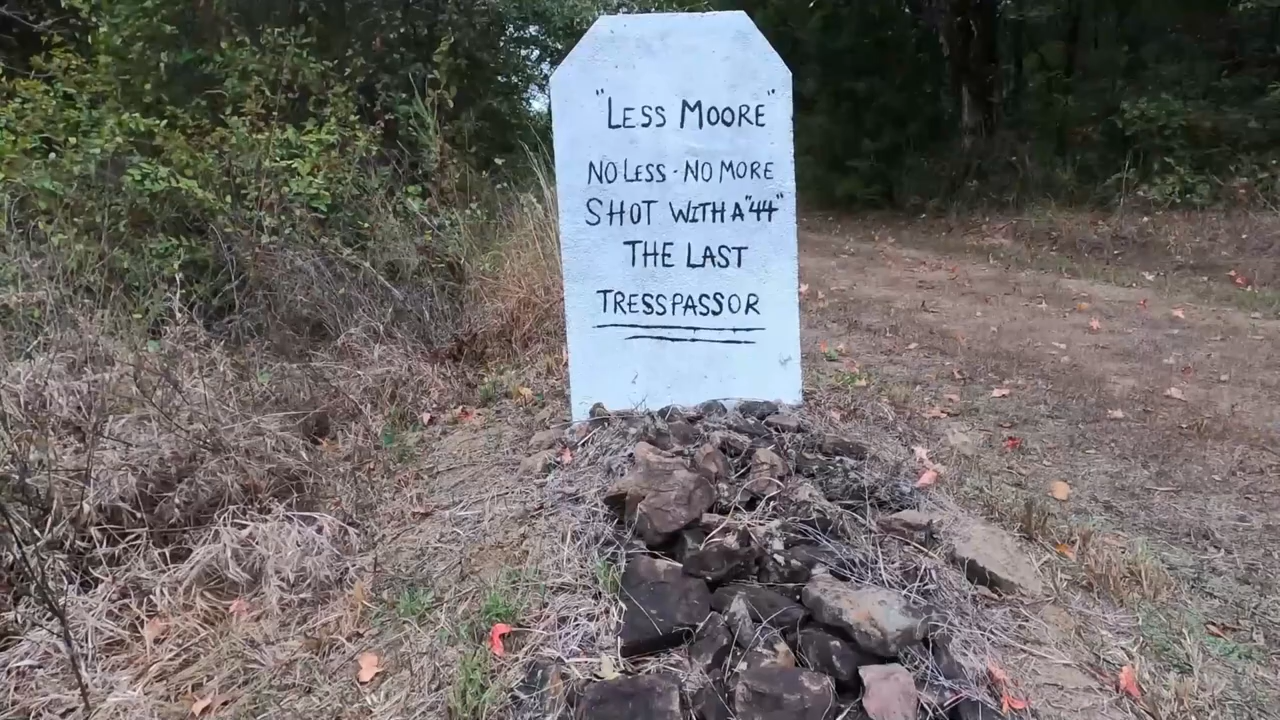 "LESS MOORE"
NO LESS - NO MORE
SHOT WITH A "44"
THE LAST
TRESSPASSOR